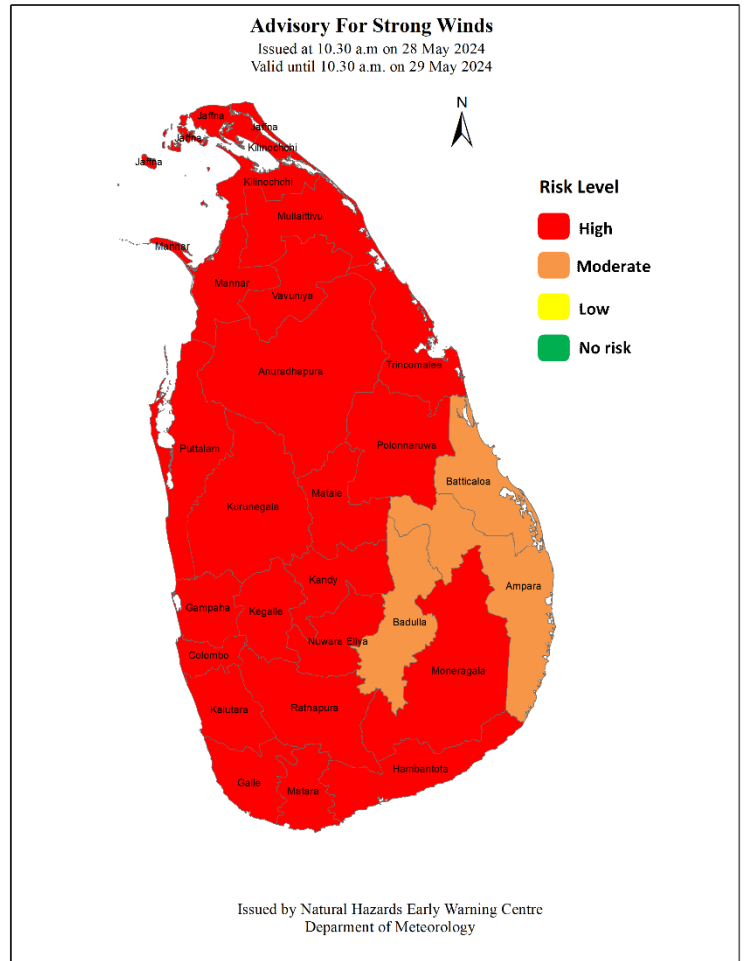 Advisory For Strong Winds
Issued at 10.30 a.m on 28 May 2024
Valid until 10.30 a.m. on 29 May 2024
N
Jaffna
Jaffna
Jaffna
Kilinochchi
Jaffna
Kilinochchi
Mullaittivu
Mannar
Mannar
Vavuniya
Anuradhapura
Trincomalee
Puttalam
Polonnaruwa
Batticaloa
Kurunegala
Matale
Kandy
Ampara
Gampaha
Kegalle
Badulla
Nuwara Eliya
Colombo
Moneragala
Kalutara
Ratnapura
Hambantota
Galle
Matara
Risk Level
High
Moderate
Low
No risk
Issued by Natural Hazards Early Warning Centre
Deparment of Meteorology